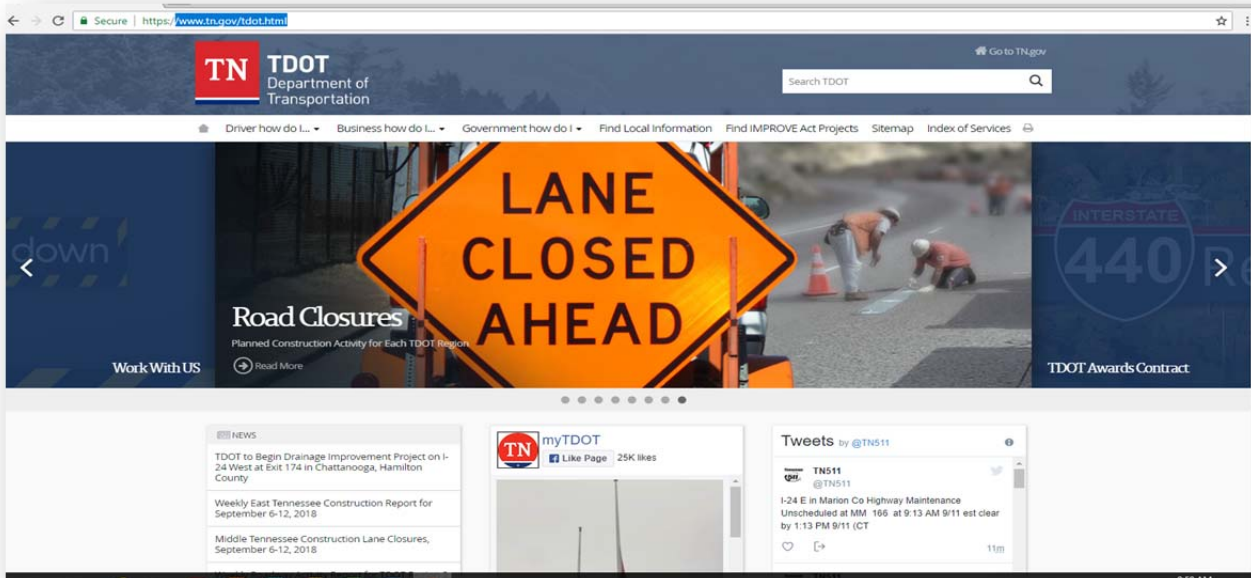 Secure | https://www.tn.gov/tdot.html
Go to TN.gov
TN
TDOT
Department of
Transportation
Search TDOT
Driver how do I... Business how do I... Government how do I Find Local Information Find IMPROVE Act Projects Sitemap Index of Services
down
LANE
CLOSED
AHEAD
Road Closures
Planned Construction Activity for Each TDOT Region
Read More
Work With US
INTERSTATE
440
TDOT Awards Contract
NEWS
TDOT to Begin Drainage Improvement Project on I-
24 West at Exit 174 in Chattanooga, Hamilton
County
Weekly East Tennessee Construction Report for
September 6-12, 2018
Middle Tennessee Construction Lane Closures,
September 6-12, 2018
TN
myTDOT
Like Page 25K likes
Tweets by @TN511
TN511
@TN511
I-24 E in Marion Co Highway Maintenance
Unscheduled at MM 166 at 9:13 AM 9/11 est clear
by 1:13 PM 9/11 (CT
11m